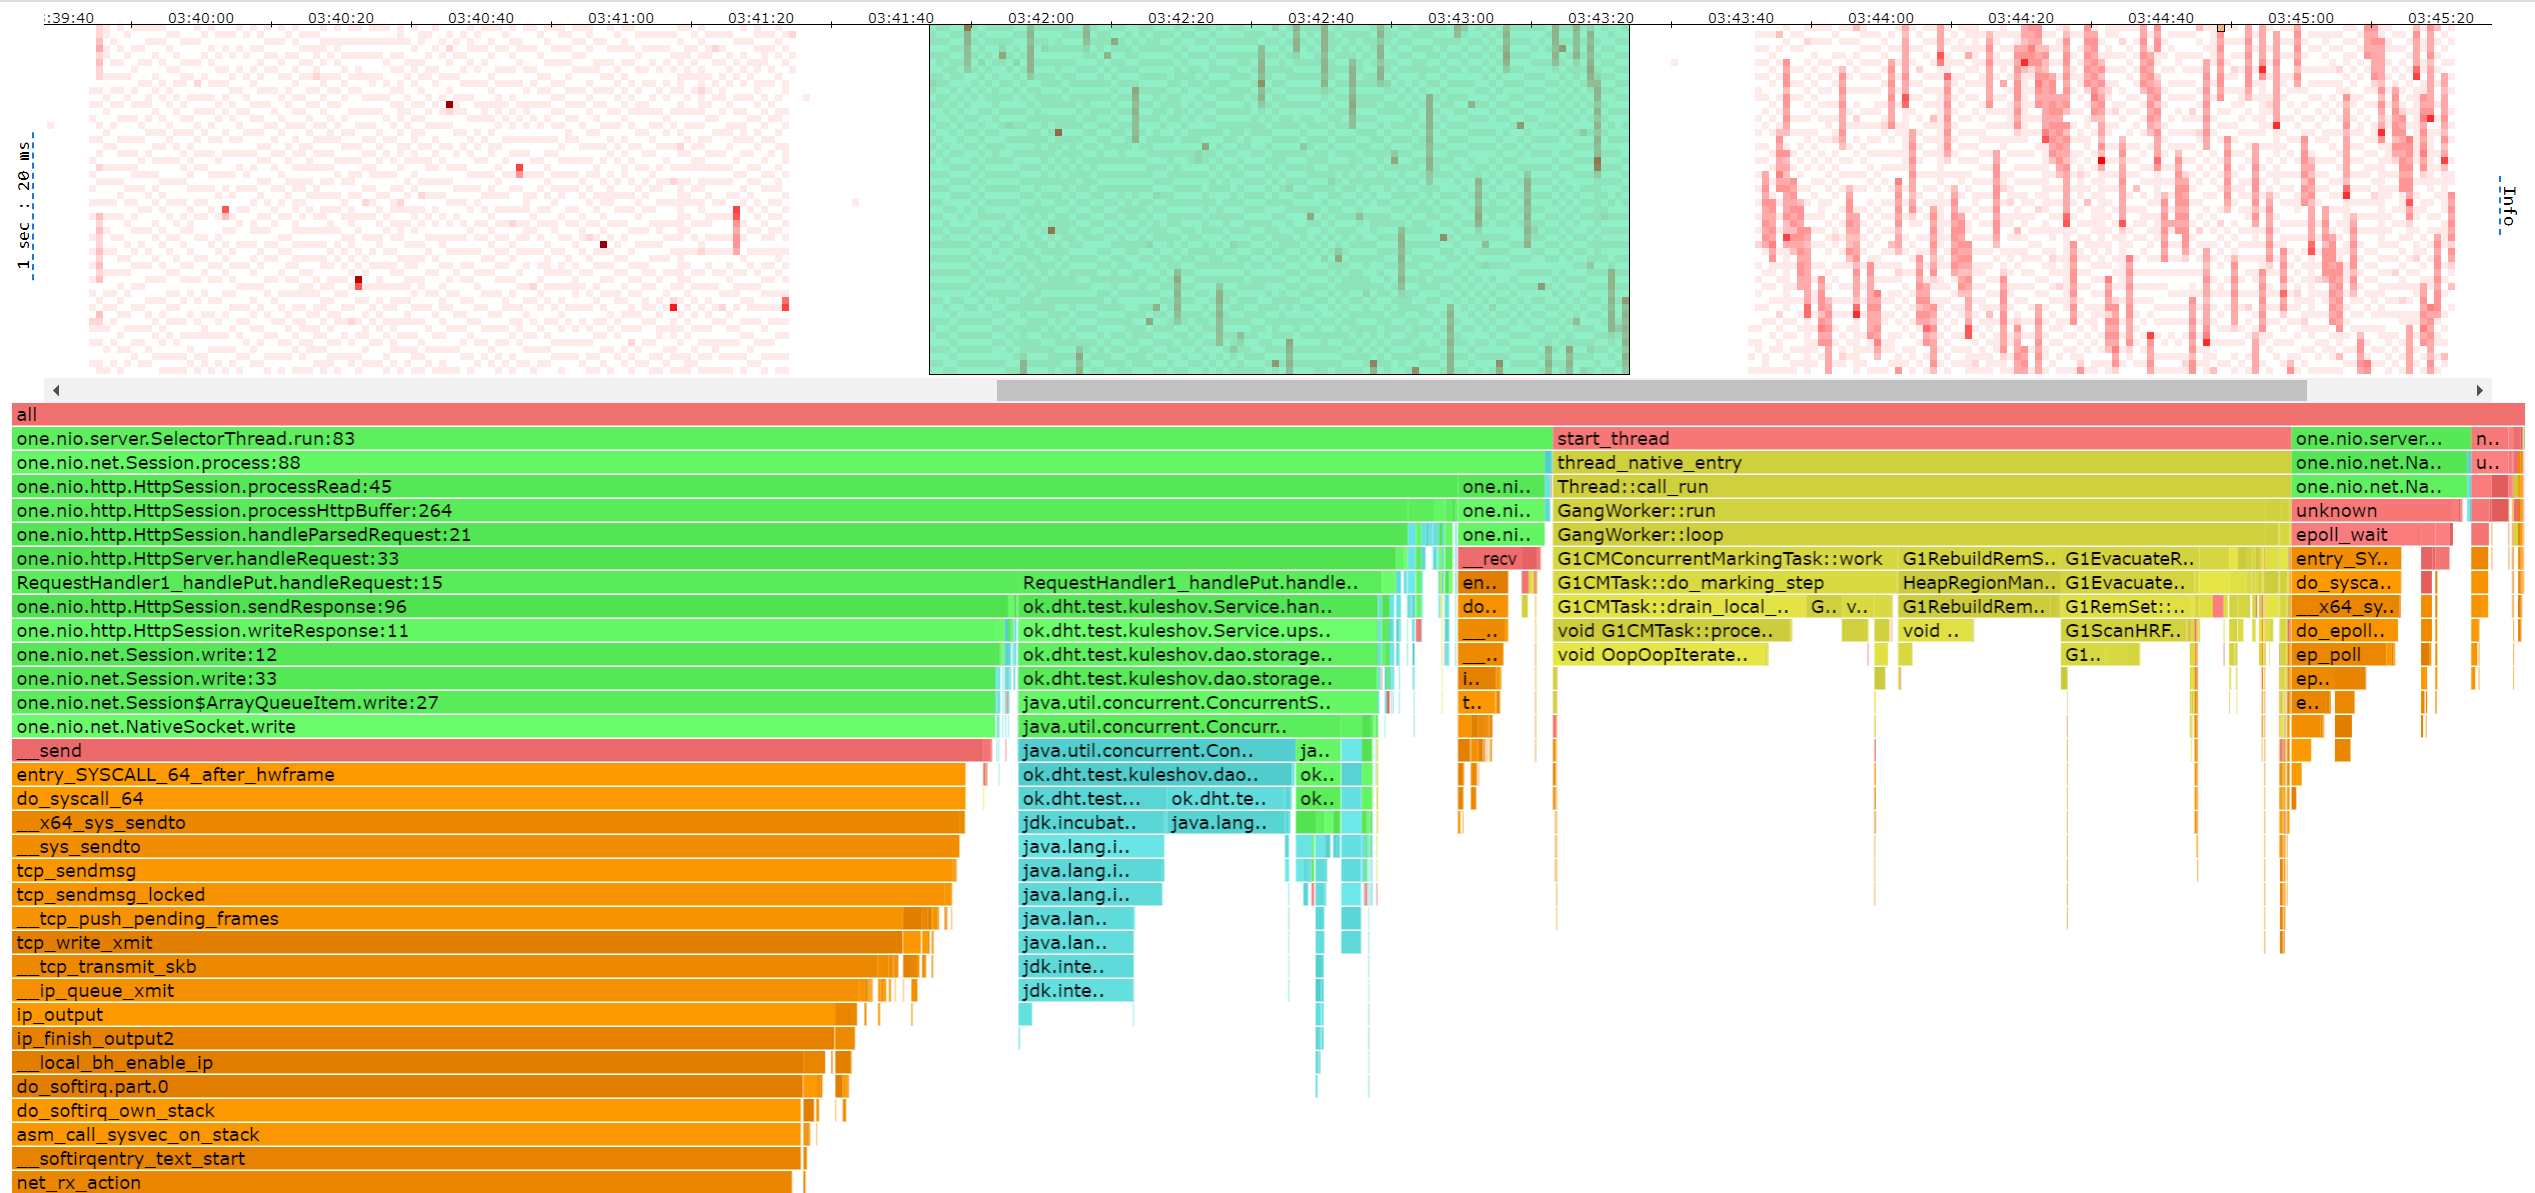 :39:40 03:40:00 03:40:20 03:40:40 03:41:00 03:41:20 03:41:40 03:42:00 03:42:20 03:42:40 03:43:00 03:43:20 03:43:40 03:44:00 03:44:20 03:44:40 03:45:00 03:45:20
1 sec : 20 ms
Info
all
one.nio.server.SelectorThread.run:83 start_thread one.nio.server... n..
one.nio.net.Session.process:88 thread_native_entry one.nio.net.Na.. u..
one.nio.http.HttpSession.processRead:45 one.ni.. Thread::call_run one.nio.net.Na..
one.nio.http.HttpSession.processHttpBuffer:264 one.ni.. GangWorker::run unknown
one.nio.http.HttpSession.handleParsedRequest:21 one.ni.. GangWorker::loop epoll_wait
one.nio.http.HttpServer.handleRequest:33 __recv G1CMConcurrentMarkingTask::work G1RebuildRemS.. G1EvacuateR.. entry_SY..
RequestHandler1_handlePut.handleRequest:15 RequestHandler1_handlePut.handle.. en.. G1CMTask::do_marking_step HeapRegionMan.. G1Evacuate.. do_sysca..
one.nio.http.HttpSession.sendResponse:96 ok.dht.test.kuleshov.Service.han.. do.. G1CMTask::drain_local_.. G.. v.. G1RebuildRem.. G1RemSet::.. __x64_sy..
one.nio.http.HttpSession.writeResponse:11 ok.dht.test.kuleshov.Service.ups.. __.. void G1CMTask::proce.. void .. G1ScanHRF.. do_epoll..
one.nio.net.Session.write:12 ok.dht.test.kuleshov.dao.storage.. __.. void OopOopIterate.. G1.. ep_poll
one.nio.net.Session.write:33 ok.dht.test.kuleshov.dao.storage.. i.. ep..
one.nio.net.Session$ArrayQueueItem.write:27 java.util.concurrent.ConcurrentS.. t.. e..
one.nio.net.NativeSocket.write java.util.concurrent.Concurr..
__send java.util.concurrent.Con.. ja..
entry_SYSCALL_64_after_hwframe ok.dht.test.kuleshov.dao.. ok..
do_syscall_64 ok.dht.test... ok.dht.te.. ok..
__x64_sys_sendto jdk.incubat.. java.lang..
__sys_sendto java.lang.i..
tcp_sendmsg java.lang.i..
tcp_sendmsg_locked java.lang.i..
__tcp_push_pending_frames java.lan..
tcp_write_xmit java.lan..
__tcp_transmit_skb jdk.inte..
__ip_queue_xmit jdk.inte..
ip_output
ip_finish_output2
__local_bh_enable_ip
do_softirq.part.0
do_softirq_own_stack
asm_call_sysvec_on_stack
__softirqentry_text_start
net_rx_action